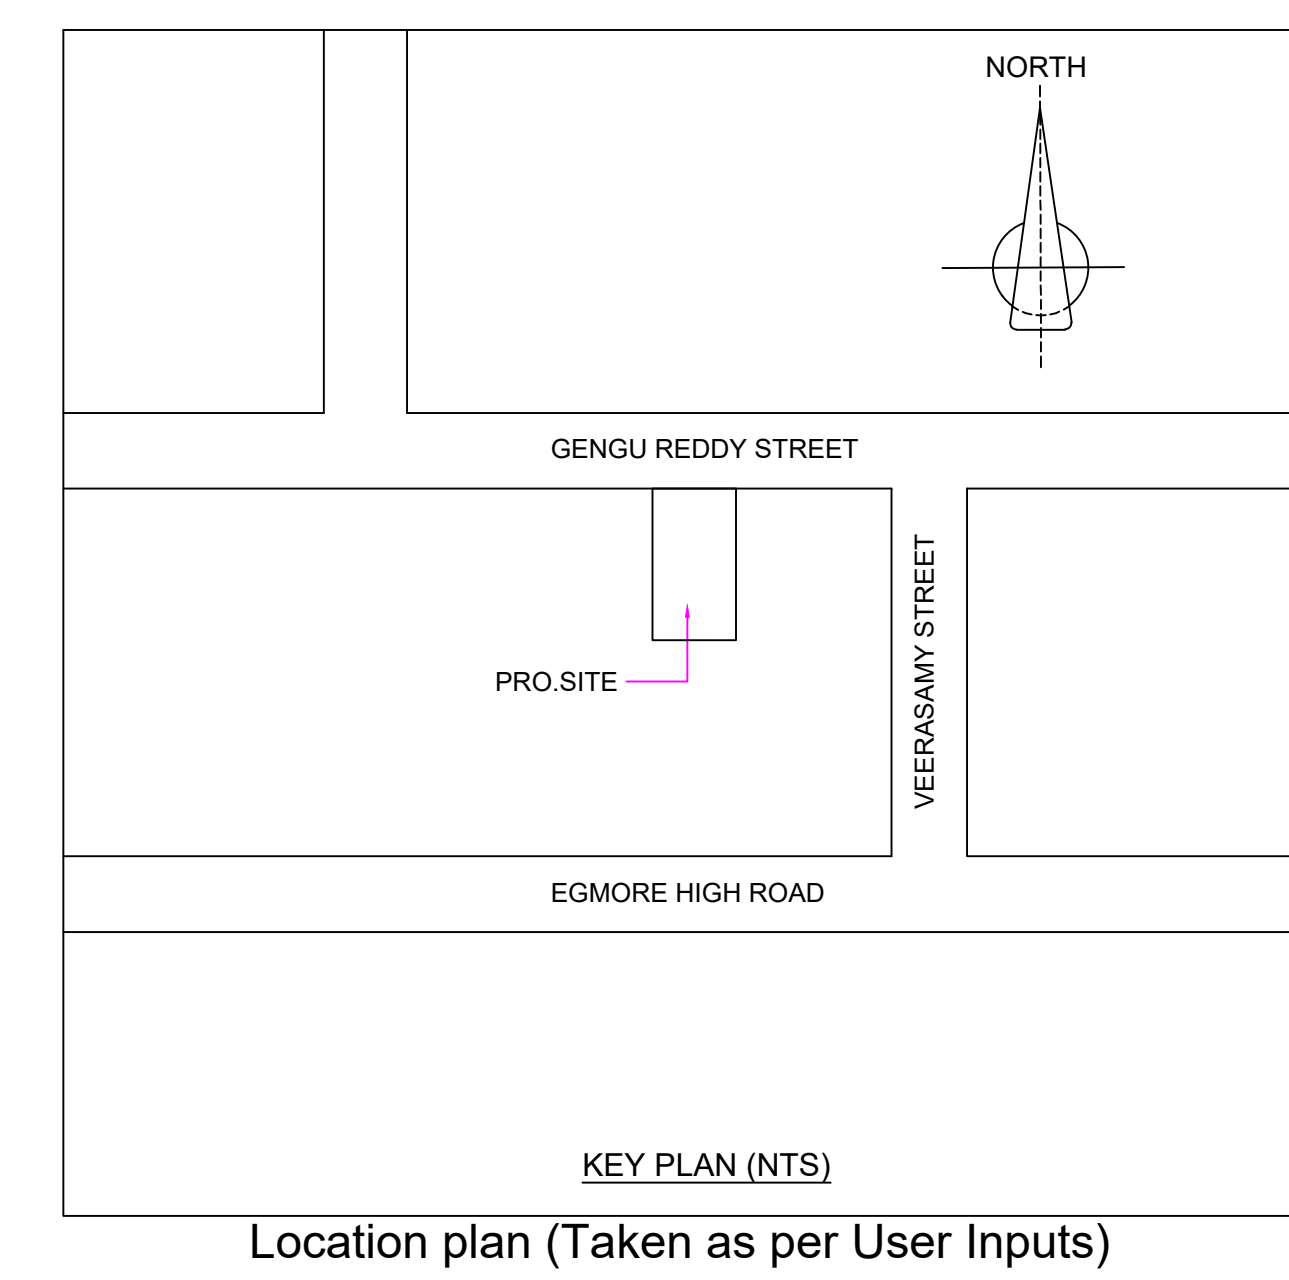 NORTH
GENGU REDDY STREET
VEERASAMY STREET
PRO.SITE
EGMORE HIGH ROAD
KEY PLAN (NTS)
Location plan (Taken as per User Inputs)